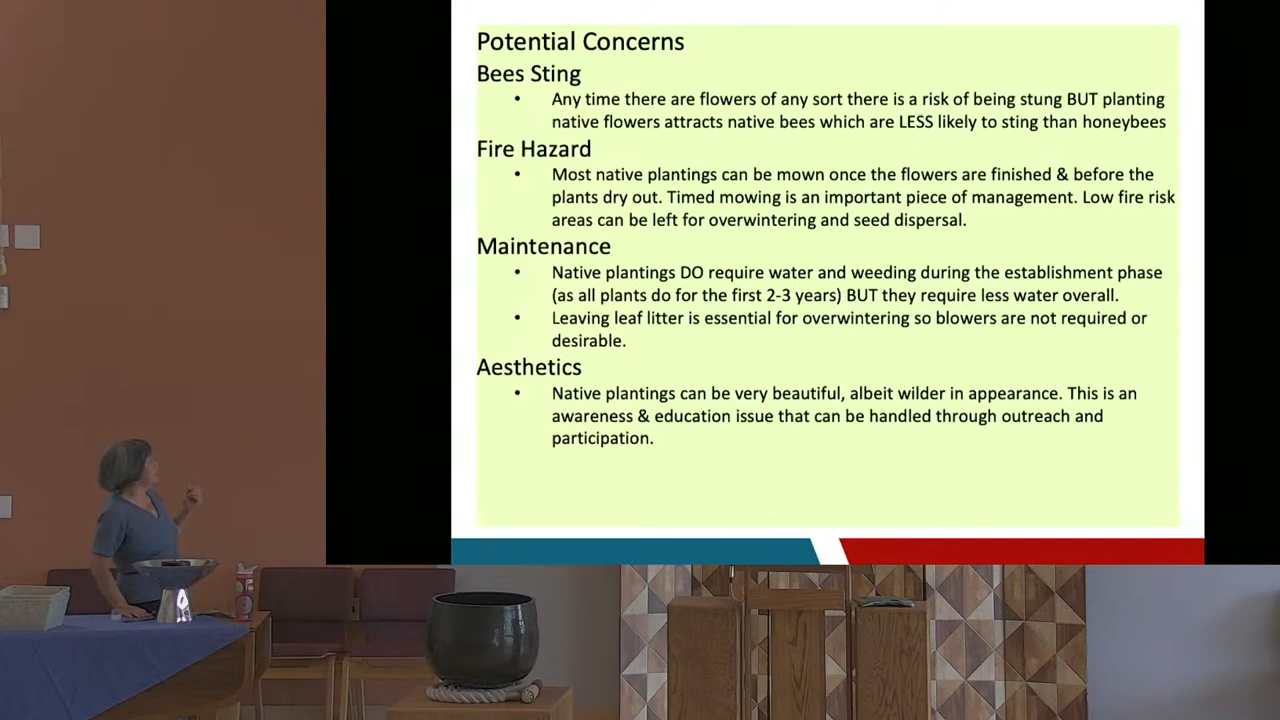 Potential Concerns
Bees Sting
• Any time there are flowers of any sort there is a risk of being stung BUT planting
native flowers attracts native bees which are LESS likely to sting than honeybees
Fire Hazard
• Most native plantings can be mown once the flowers are finished & before the
plants dry out. Timed mowing is an important piece of management. Low fire risk
areas can be left for overwintering and seed dispersal.
Maintenance
• Native plantings DO require water and weeding during the establishment phase
(as all plants do for the first 2-3 years) BUT they require less water overall.
• Leaving leaf litter is essential for overwintering so blowers are not required or
desirable.
Aesthetics
• Native plantings can be very beautiful, albeit wilder in appearance. This is an
awareness & education issue that can be handled through outreach and
participation.